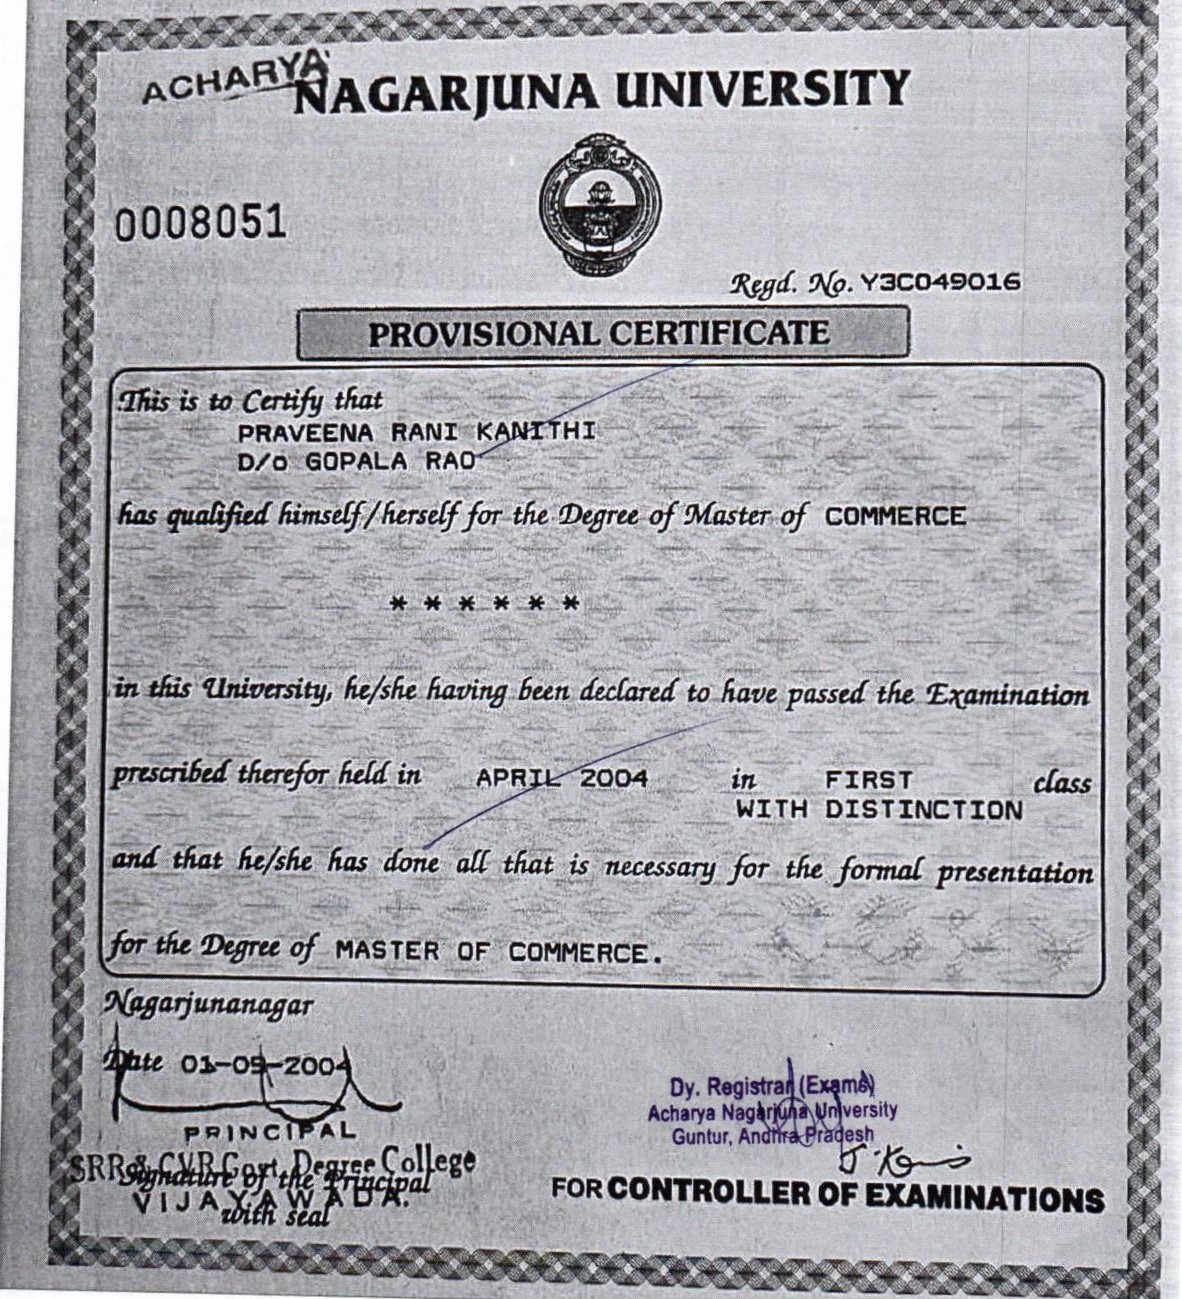 ACHARYA
NAGARJUNA UNIVERSITY
0008051
Regd. No. Y3C049016
PROVISIONAL CERTIFICATE
This is to Certify that
PRAVEENA RANI KANITHI
D/o GOPALA RAO
has qualified himself/herself for the Degree of Master of COMMERCE
* * * * * *
in this University, he/she having been declared to have passed the Examination
prescribed therefor held in APRIL 2004 in FIRST class
WITH DISTINCTION
and that he/she has done all that is necessary for the formal presentation
for the Degree of MASTER OF COMMERCE.
Nagarjunanagar
Date 01-09-2004
PRINCIPAL
SRR & CVR Govt. Degree College
Signature of the Principal
VIJAYAWADA.
with seal
Dy. Registrar (Exams)
Acharya Nagarjuna University
Guntur, Andhra Pradesh
FOR CONTROLLER OF EXAMINATIONS